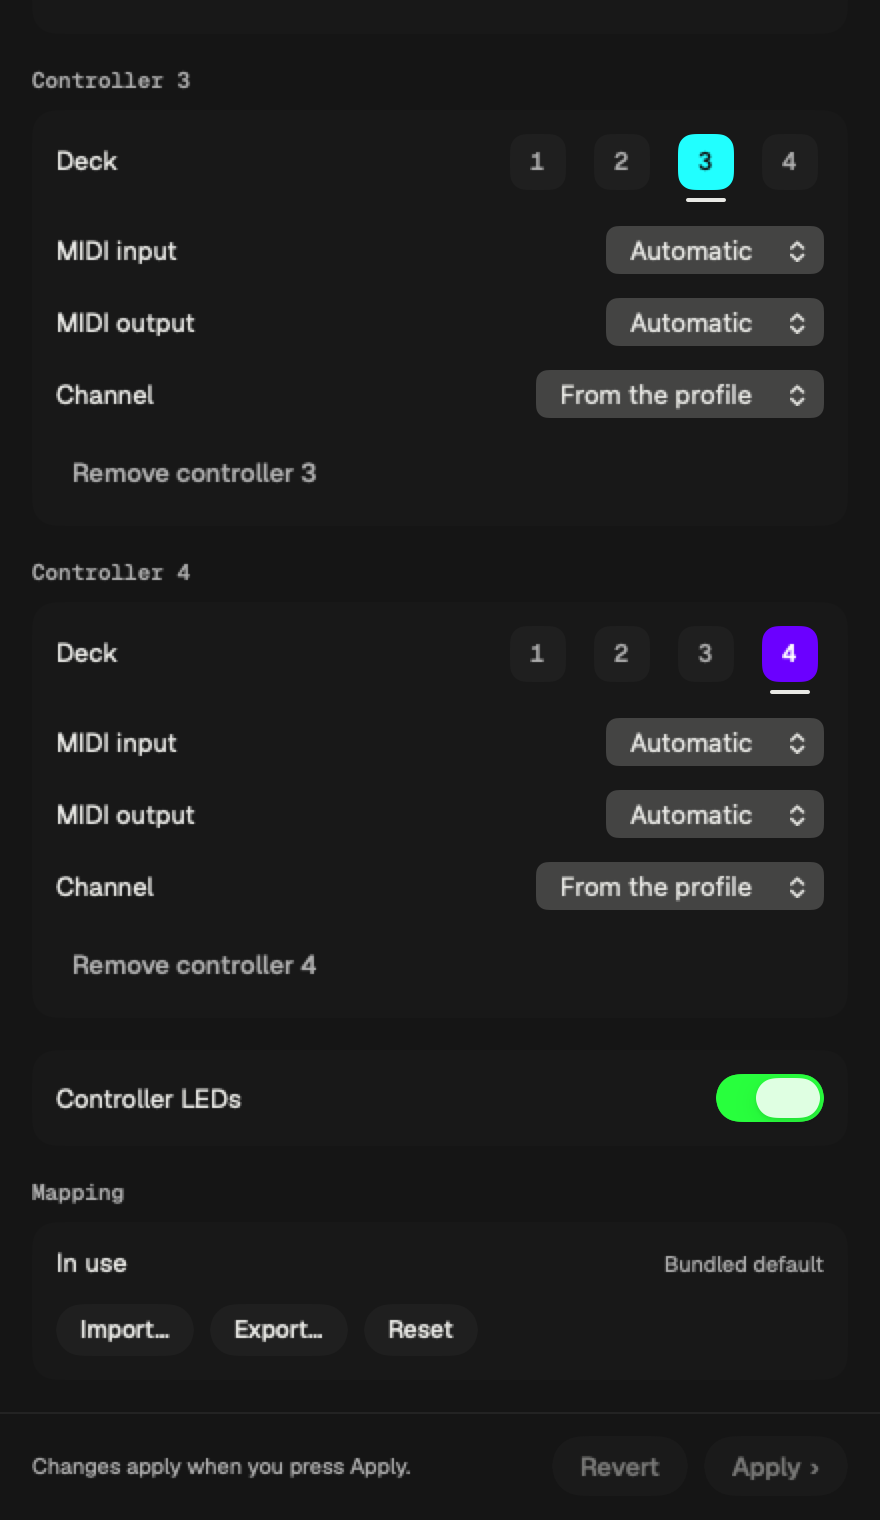 Controller 3
Deck 1 2 3 4
MIDI input Automatic
MIDI output Automatic
Channel From the profile
Remove controller 3
Controller 4
Deck 1 2 3 4
MIDI input Automatic
MIDI output Automatic
Channel From the profile
Remove controller 4
Controller LEDs
Mapping
In use Bundled default
Import... Export... Reset
Changes apply when you press Apply. Revert Apply ›